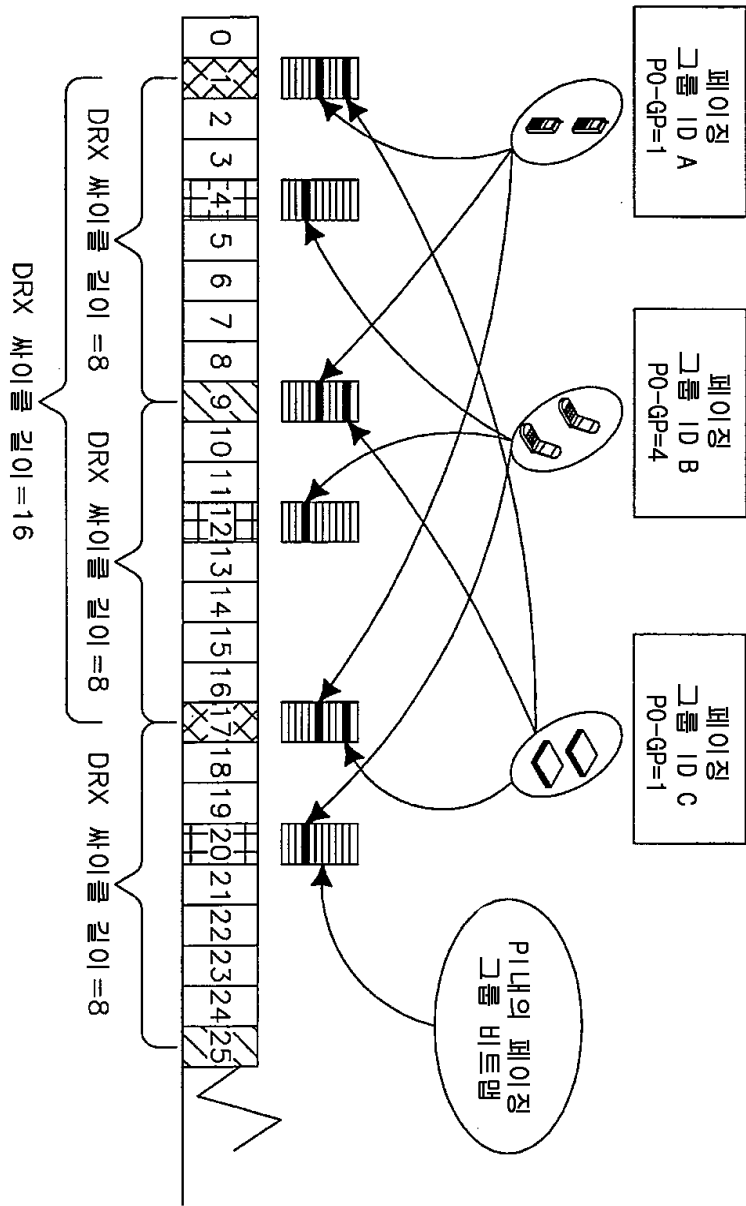 페이징
그룹 ID A
PO-GP=1
페이징
그룹 ID B
PO-GP=4
페이징
그룹 ID C
PO-GP=1
PI내의 페이징
그룹 비트맵
0 1 2 3 4 5 6 7 8 9 10 11 12 13 14 15 16 17 18 19 20 21 22 23 24 25
DRX 싸이클 길이=8
DRX 싸이클 길이=8
DRX 싸이클 길이=8
DRX 싸이클 길이=16